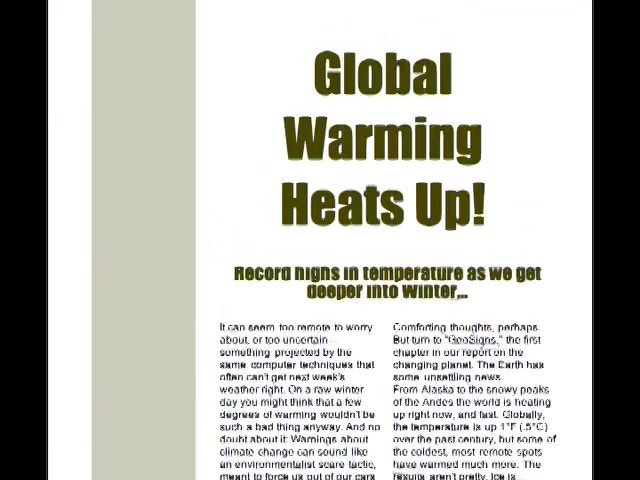 Global
Warming
Heats Up!
Record highs in temperature as we get
deeper into Winter...
It can seem too remote to worry
about, or too uncertain
something projected by the
same computer techniques that
often can't get next week's
weather right. On a raw winter
day you might think that a few
degrees of warming wouldn't be
such a bad thing anyway. And no
doubt about it: Warnings about
climate change can sound like
an environmentalist scare tactic,
meant to force us out of our cars
Comforting thoughts, perhaps.
But turn to "GeoSigns," the first
chapter in our report on the
changing planet. The Earth has
some unsettling news.
From Alaska to the snowy peaks
of the Andes the world is heating
up right now, and fast. Globally,
the temperature is up 1°F (.5°C)
over the past century, but some of
the coldest, most remote spots
have warmed much more. The
results aren't pretty. Ice is